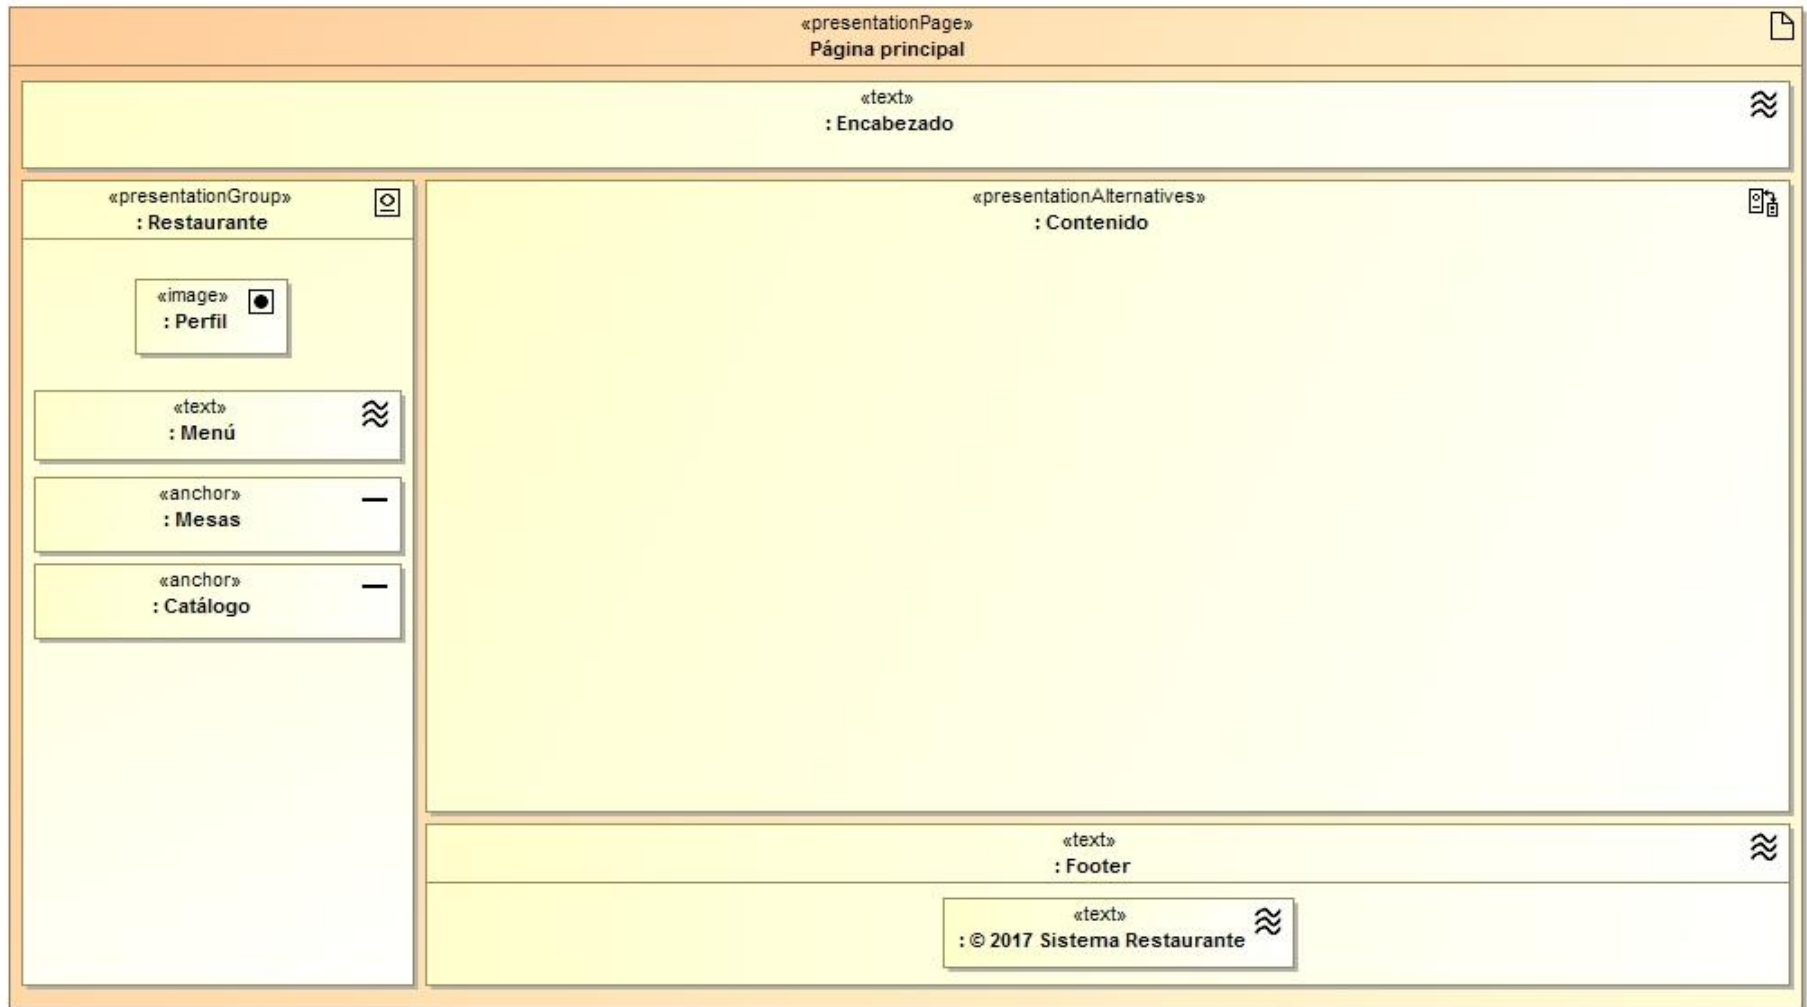 «presentationPage»
Página principal
«text»
: Encabezado
«presentationGroup»
: Restaurante
«image»
: Perfil
«text»
: Menú
«anchor»
: Mesas
«anchor»
: Catálogo
«presentationAlternatives»
: Contenido
«text»
: Footer
«text»
: © 2017 Sistema Restaurante